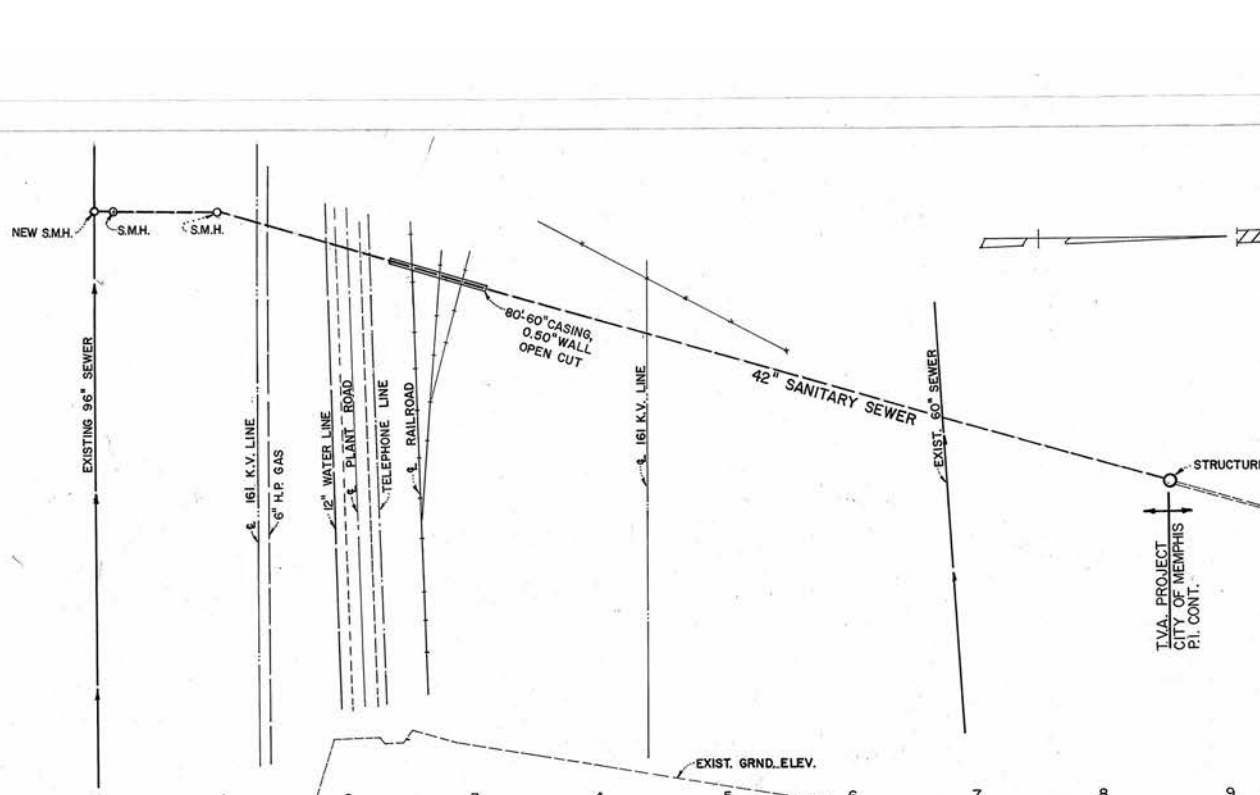 NEW S.M.H.
S.M.H.
S.M.H.
80'-60" CASING,
0.50" WALL
OPEN CUT
EXISTING 96" SEWER
℄ 161 K.V. LINE
6" H.P. GAS
12" WATER LINE
℄ PLANT ROAD
TELEPHONE LINE
℄ RAILROAD
℄ 161 K.V. LINE
42" SANITARY SEWER
EXIST. 60" SEWER
STRUCTURE
T.V.A. PROJECT
CITY OF MEMPHIS
P.I. CONT.
EXIST. GRND. ELEV.
5 6 7 8 9